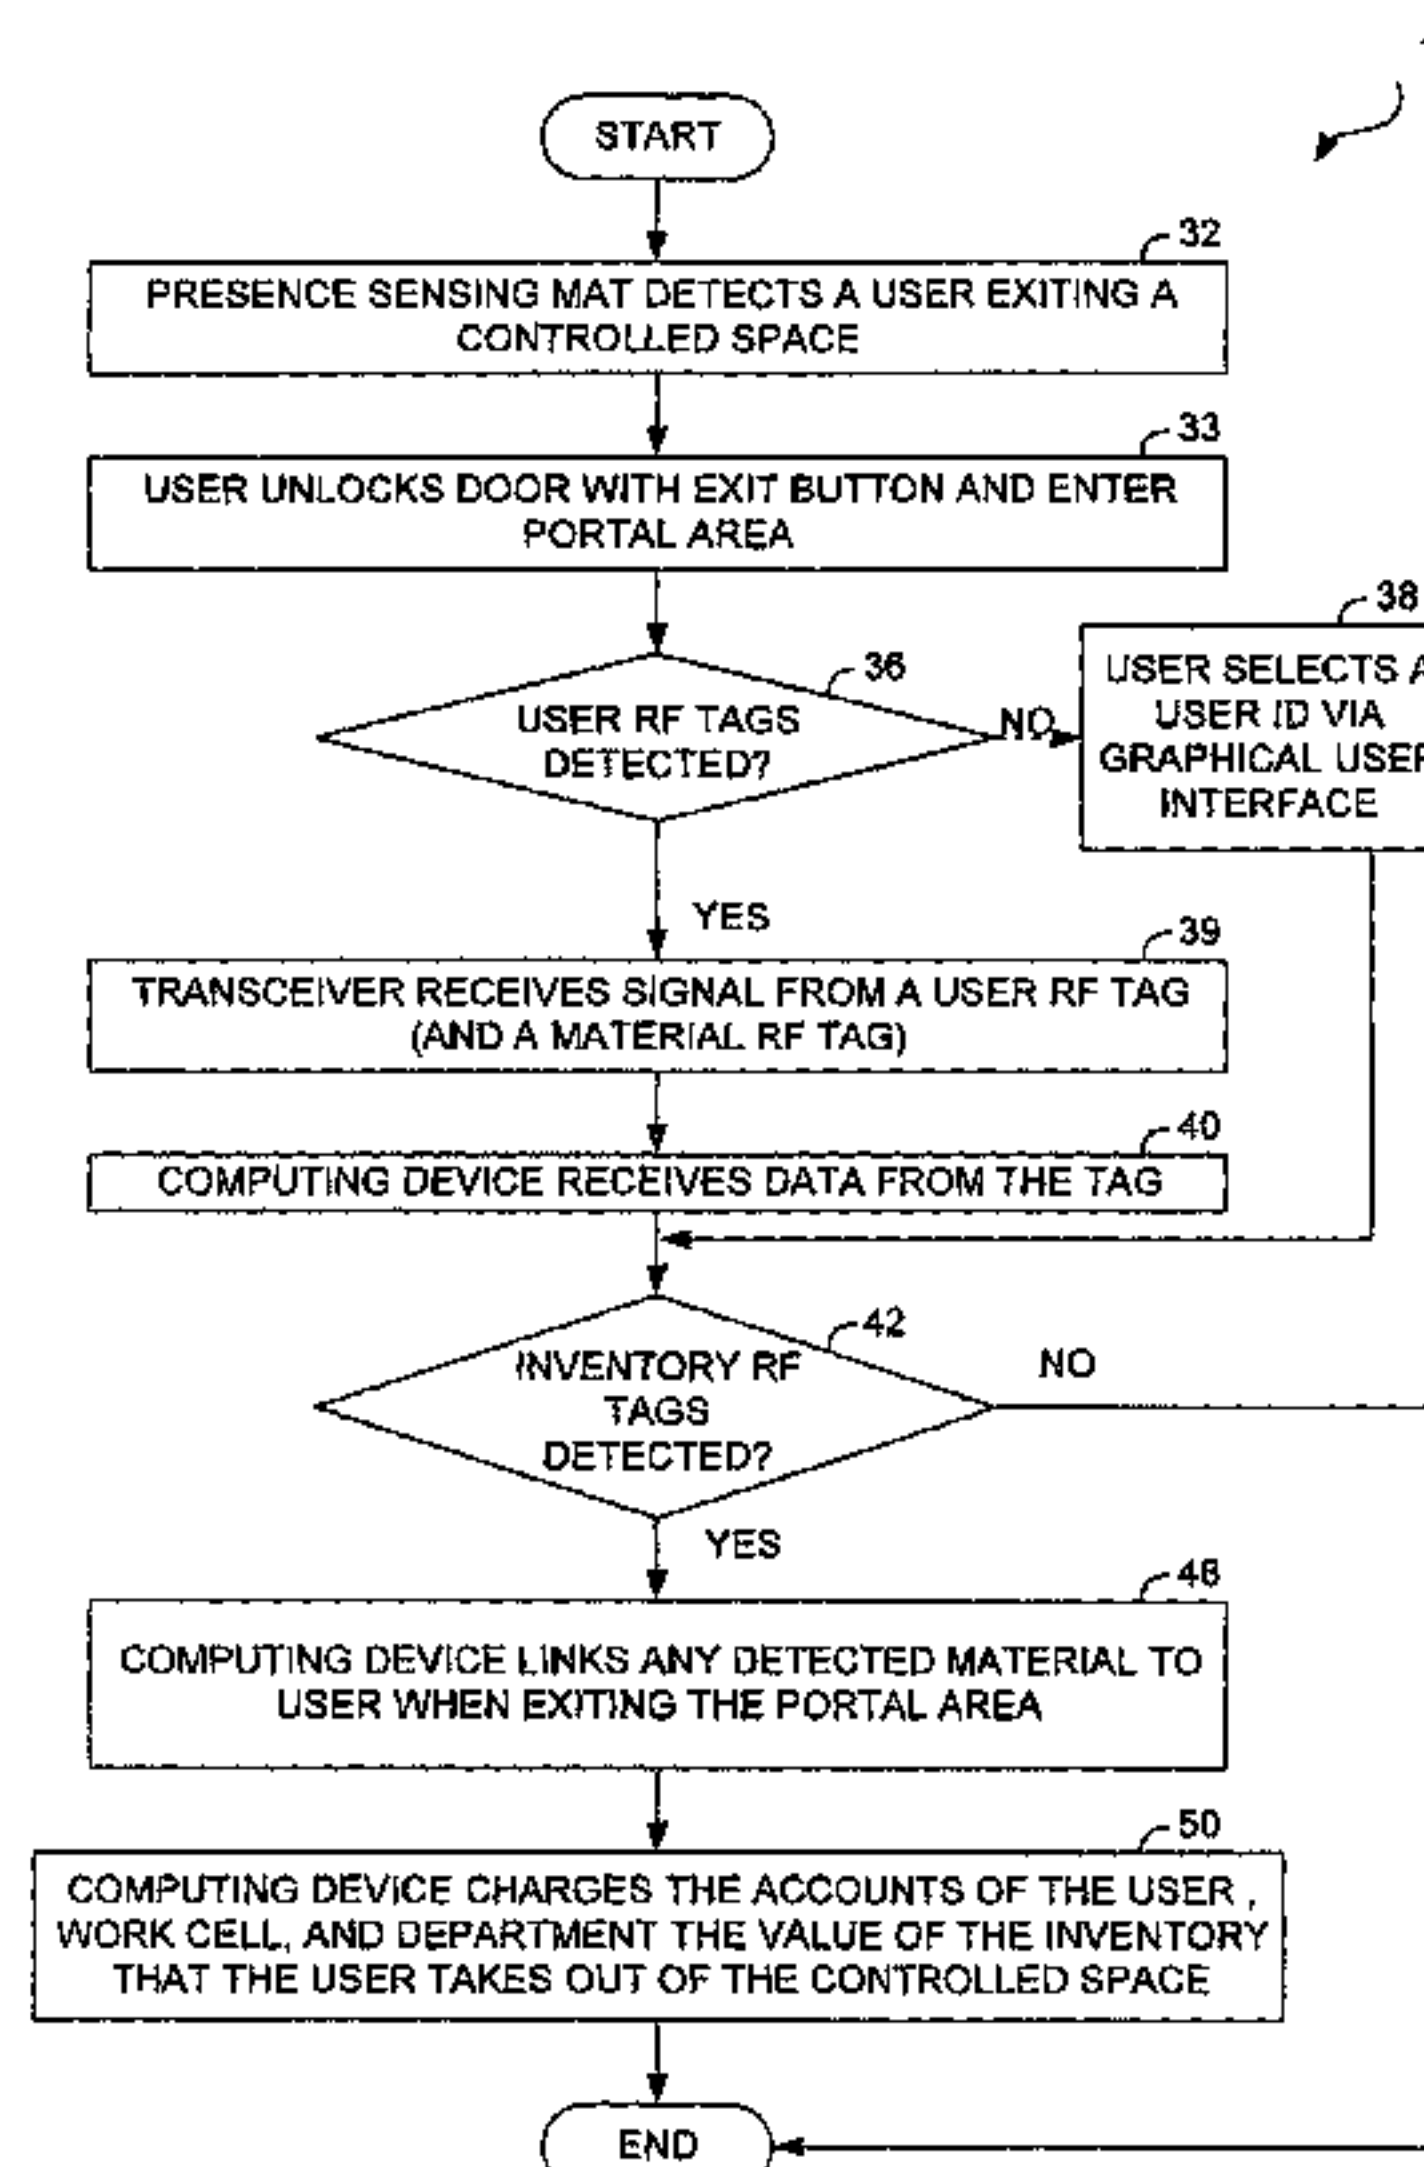 START
32
PRESENCE SENSING MAT DETECTS A USER EXITING A
CONTROLLED SPACE
33
USER UNLOCKS DOOR WITH EXIT BUTTON AND ENTER
PORTAL AREA
36
USER RF TAGS
DETECTED?
NO
38
USER SELECTS A
USER ID VIA
GRAPHICAL USER
INTERFACE
YES
39
TRANSCEIVER RECEIVES SIGNAL FROM A USER RF TAG
(AND A MATERIAL RF TAG)
40
COMPUTING DEVICE RECEIVES DATA FROM THE TAG
42
INVENTORY RF
TAGS
DETECTED?
NO
YES
COMPUTING DEVICE LINKS ANY DETECTED MATERIAL TO
USER WHEN EXITING THE PORTAL AREA
50
COMPUTING DEVICE CHARGES THE ACCOUNTS OF THE USER ,
WORK CELL, AND DEPARTMENT THE VALUE OF THE INVENTORY
THAT THE USER TAKES OUT OF THE CONTROLLED SPACE
END